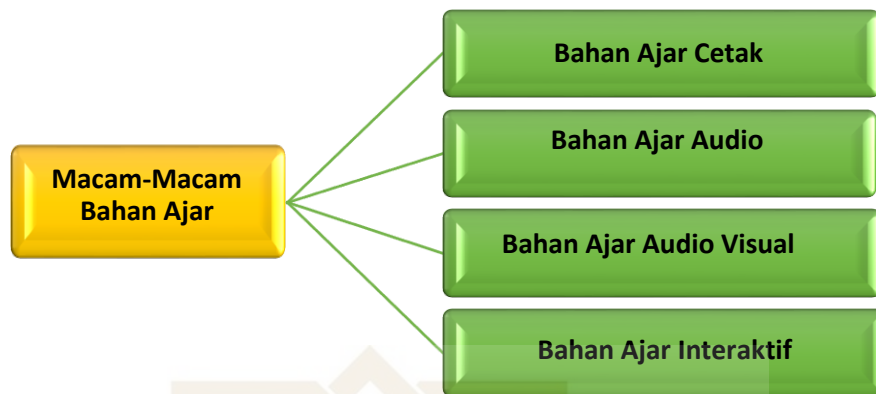 Macam-Macam
Bahan Ajar
Bahan Ajar Cetak
Bahan Ajar Audio
Bahan Ajar Audio Visual
Bahan Ajar Interaktif